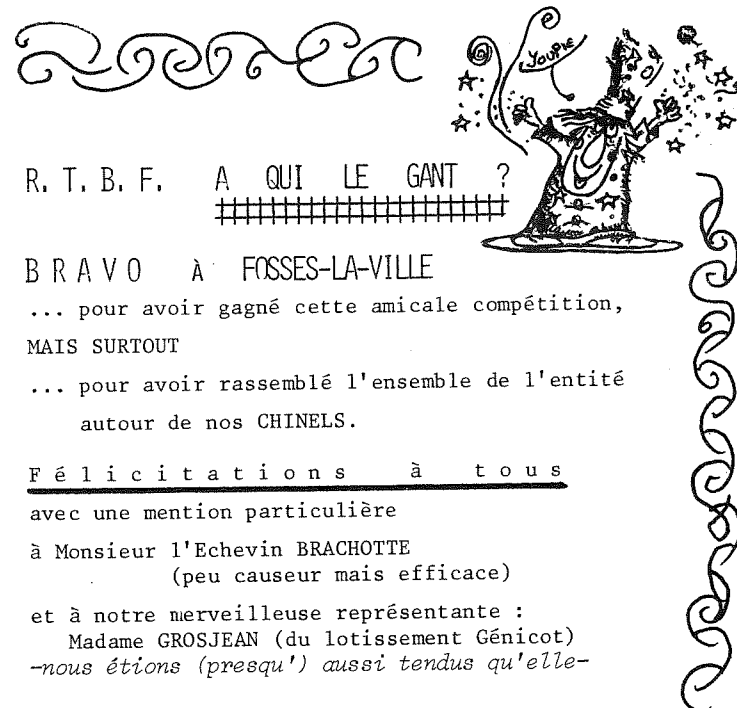 YOUPIE
R. T. B. F. A QUI LE GANT ?
BRAVO à FOSSES-LA-VILLE
... pour avoir gagné cette amicale compétition,
MAIS SURTOUT
... pour avoir rassemblé l'ensemble de l'entité
autour de nos CHINELS.
Félicitations à tous
avec une mention particulière
à Monsieur l'Echevin BRACHOTTE
(peu causeur mais efficace)
et à notre merveilleuse représentante :
Madame GROSJEAN (du lotissement Génicot)
-nous étions (presqu') aussi tendus qu'elle-